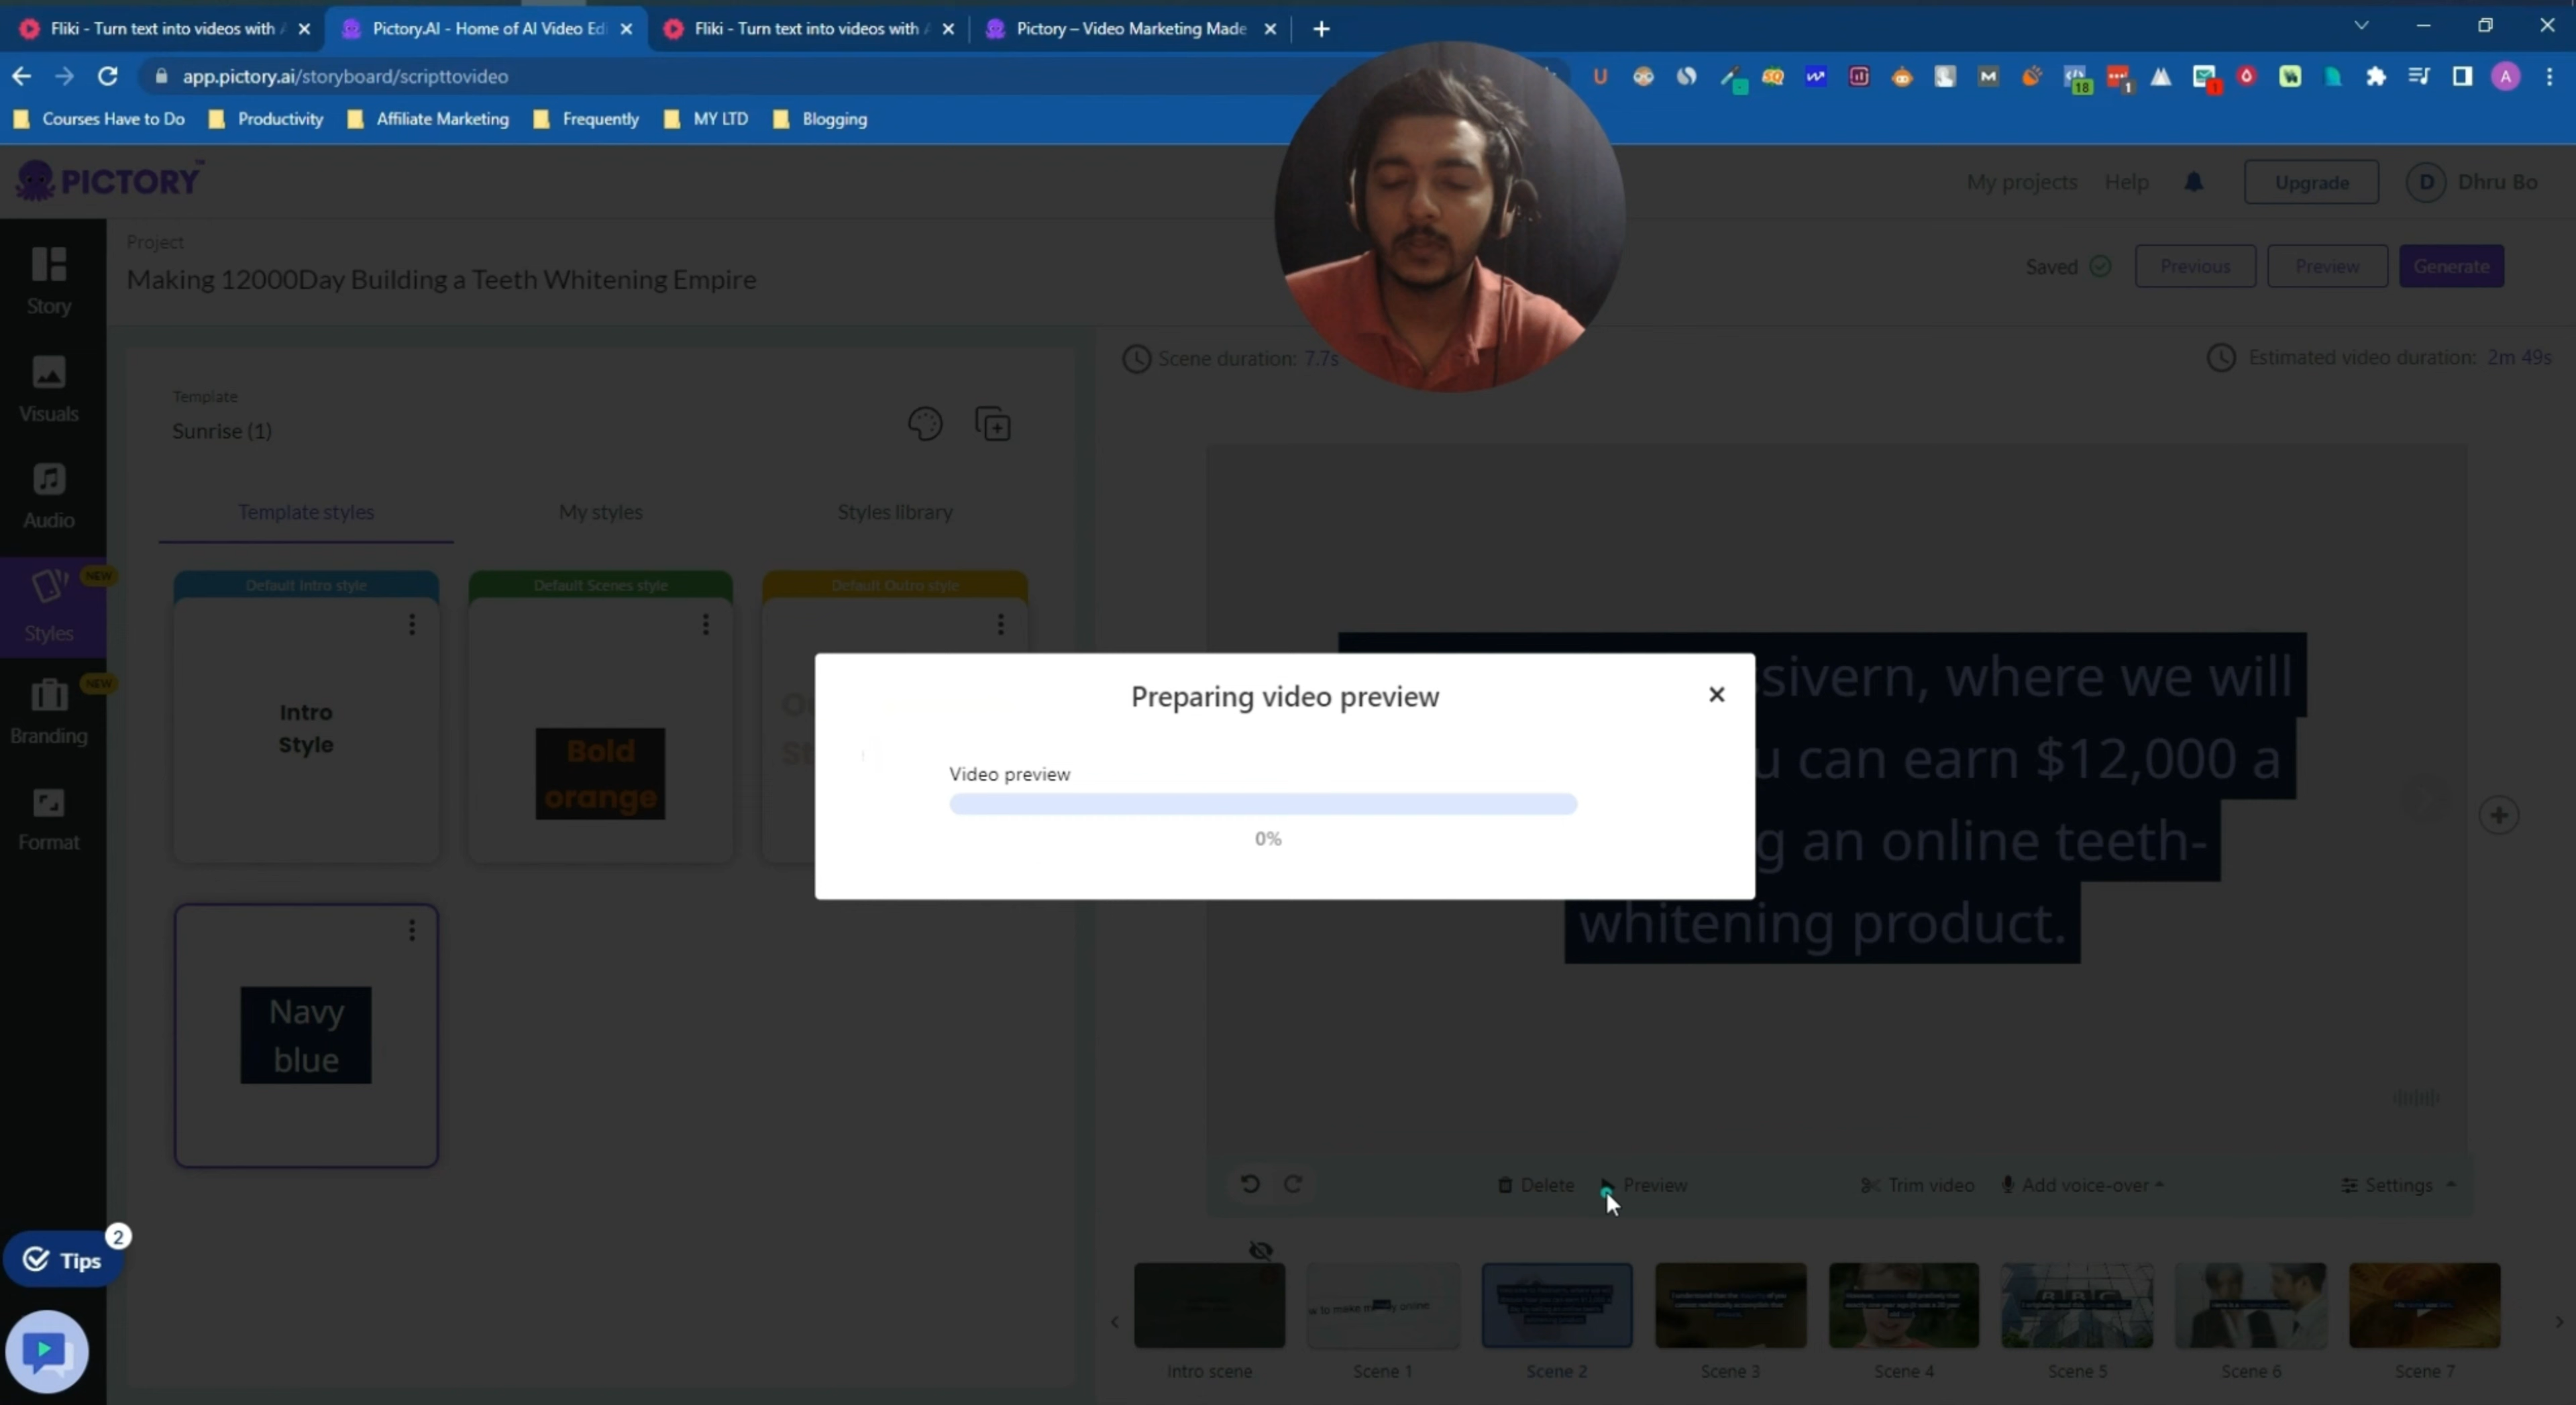 Fliki - Turn text into videos with
Pictory.AI - Home of AI Video Edi
Fliki - Turn text into videos with
Pictory – Video Marketing Made
app.pictory.ai/storyboard/scripttovideo
18
1
1
A
Courses Have to Do
Productivity
Affiliate Marketing
Frequently
MY LTD
Blogging
PICTORY
My projects
Help
Upgrade
D
Dhru Bo
Project
Making 12000Day Building a Teeth Whitening Empire
Saved
Previous
Preview
Generate
Story
Visuals
Audio
Styles
NEW
Branding
NEW
Format
Scene duration: 7.7s
Estimated video duration: 2m 49s
Template
Sunrise (1)
Template styles
My styles
Styles library
Default Intro style
Default Scenes style
Default Outro style
Intro
Style
Bold
orange
Navy
blue
Preparing video preview
Video preview
0%
sivern, where we will
u can earn $12,000 a
g an online teeth-
whitening product.
Delete
Preview
Trim video
Add voice-over
Settings
Tips
2
Intro scene
Scene 1
Scene 2
Scene 3
Scene 4
Scene 5
Scene 6
Scene 7